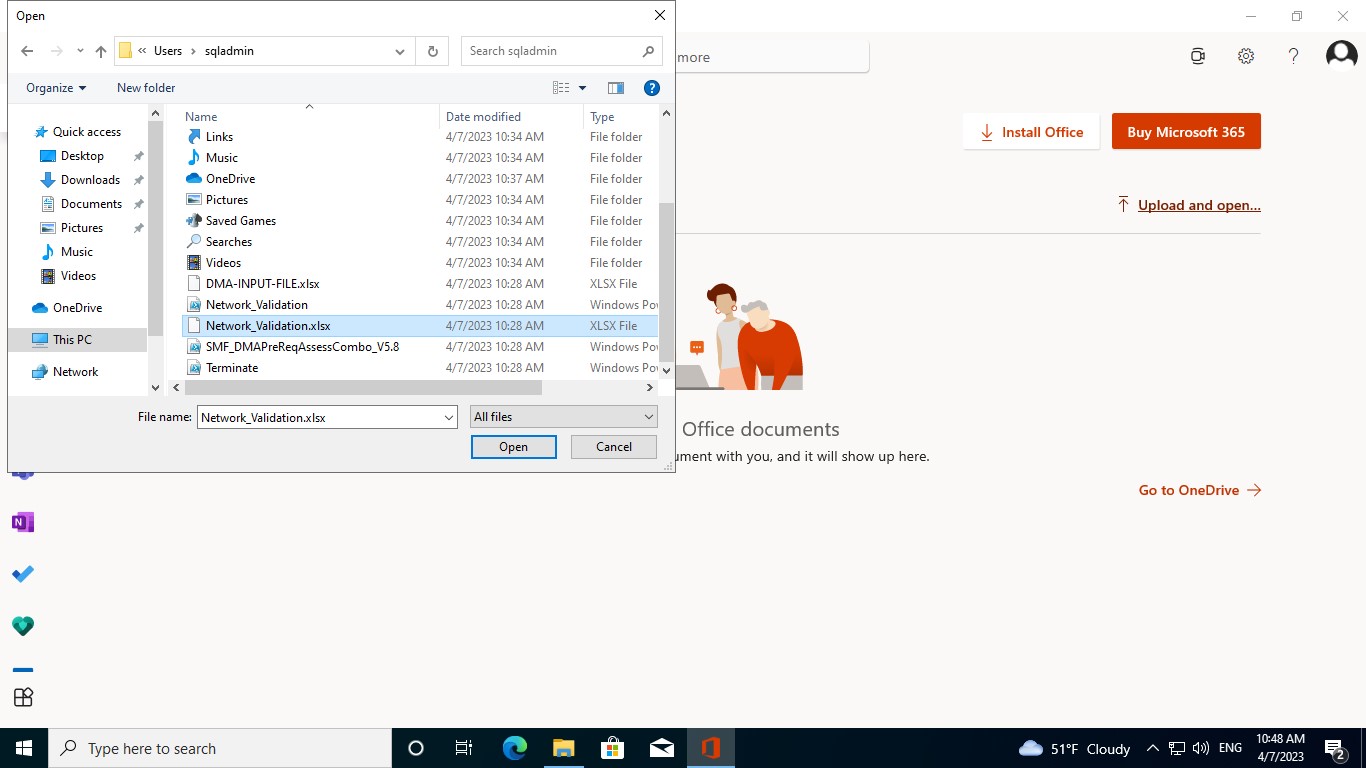 Open
Users
sqladmin
Search sqladmin
Organize
New folder
Quick access
Desktop
Downloads
Documents
Pictures
Music
Videos
OneDrive
This PC
Network
Name Date modified Type
Links 4/7/2023 10:34 AM File folder
Music 4/7/2023 10:34 AM File folder
OneDrive 4/7/2023 10:37 AM File folder
Pictures 4/7/2023 10:34 AM File folder
Saved Games 4/7/2023 10:34 AM File folder
Searches 4/7/2023 10:34 AM File folder
Videos 4/7/2023 10:34 AM File folder
DMA-INPUT-FILE.xlsx 4/7/2023 10:28 AM XLSX File
Network_Validation 4/7/2023 10:28 AM Windows Po
Network_Validation.xlsx 4/7/2023 10:28 AM XLSX File
SMF_DMAPreReqAssessCombo_V5.8 4/7/2023 10:28 AM Windows Po
Terminate 4/7/2023 10:28 AM Windows Po
File name: Network_Validation.xlsx
All files
Open
Cancel
more
Install Office
Buy Microsoft 365
Upload and open...
Office documents
ument with you, and it will show up here.
Go to OneDrive
Type here to search
51°F Cloudy
ENG
10:48 AM
4/7/2023
2